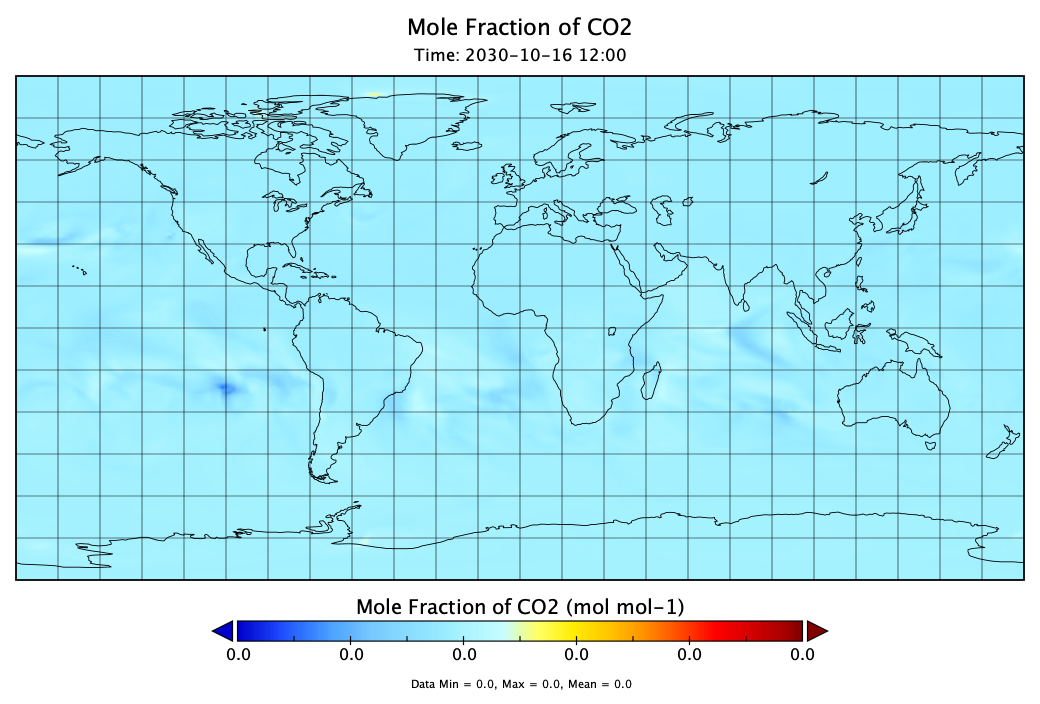 Mole Fraction of CO2
Time: 2030-10-16 12:00
Mole Fraction of CO2 (mol mol-1)
0.0 0.0 0.0 0.0 0.0 0.0
Data Min = 0.0, Max = 0.0, Mean = 0.0